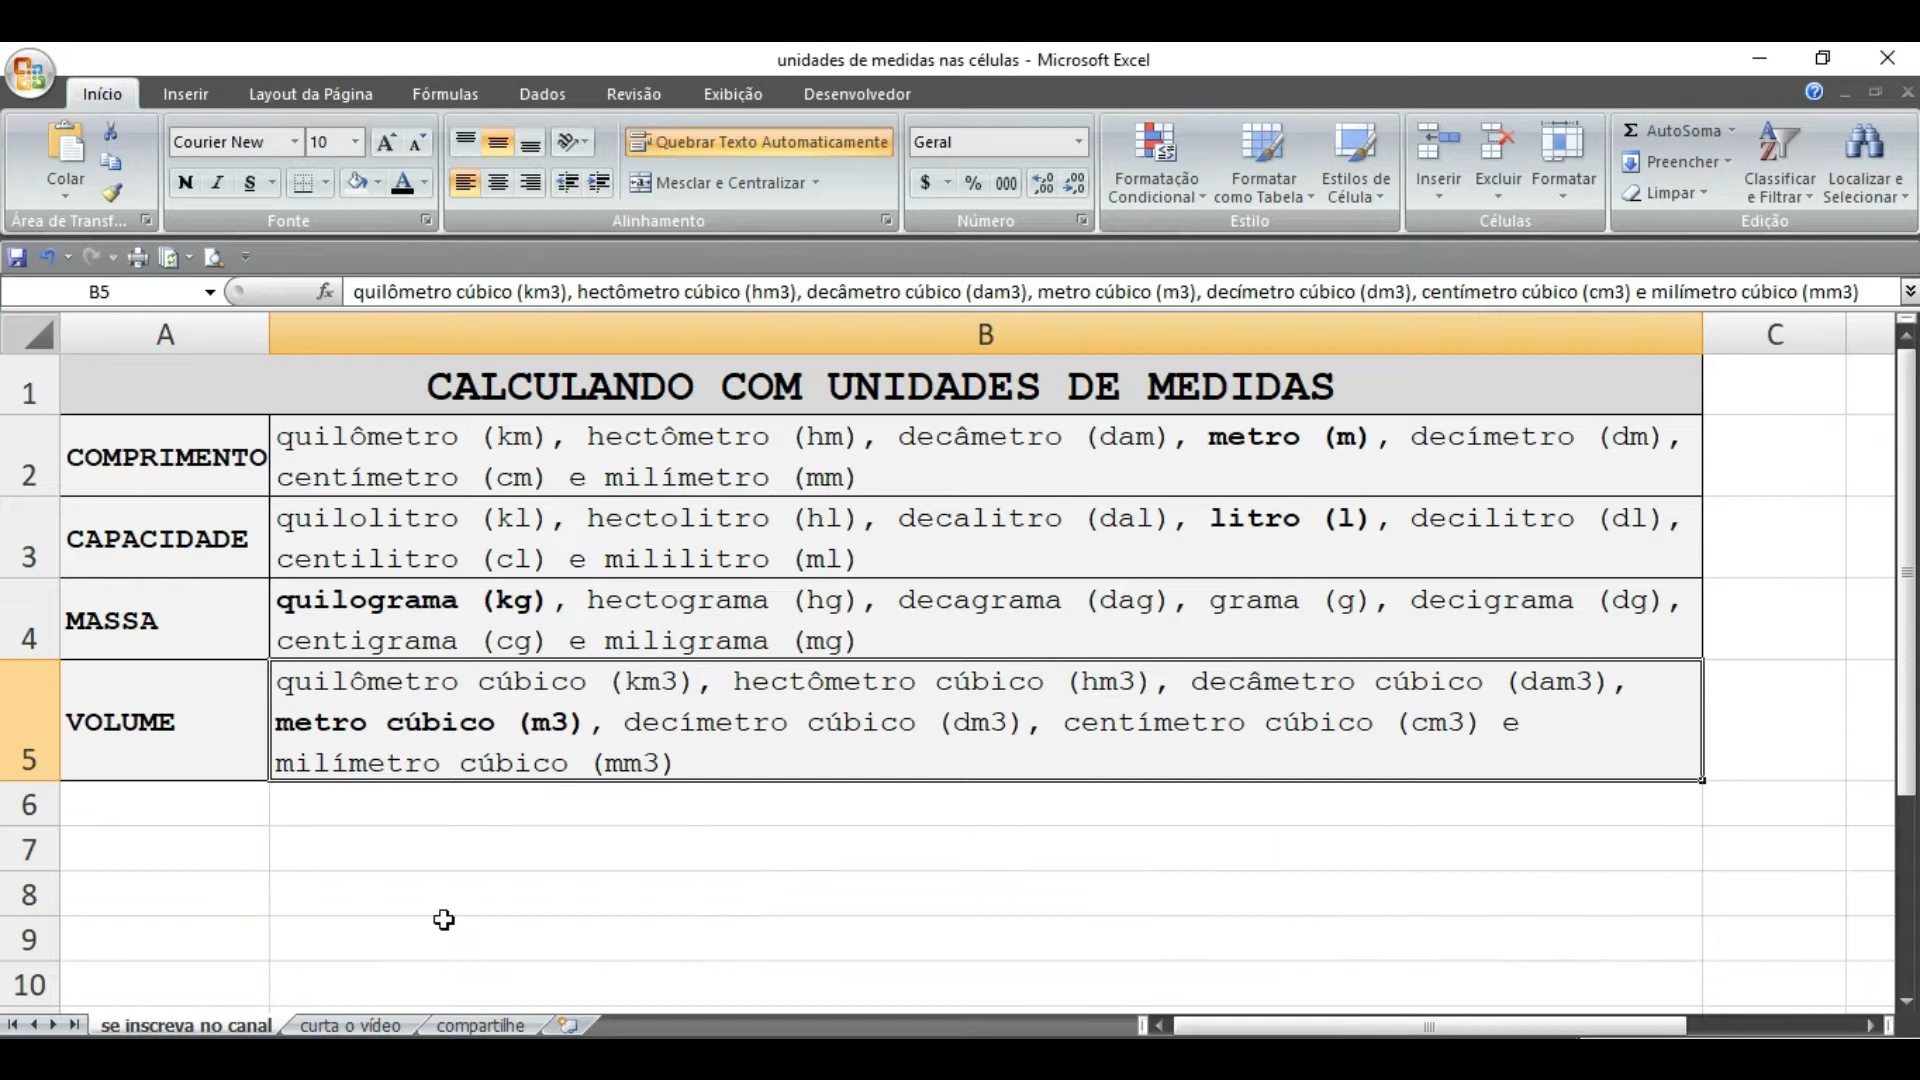 unidades de medidas nas células - Microsoft Excel
Início Inserir Layout da Página Fórmulas Dados Revisão Exibição Desenvolvedor
Colar
Área de Transf...
Courier New 10
N I S
Fonte
Quebrar Texto Automaticamente
Mesclar e Centralizar
Alinhamento
Geral
$ % 000
Número
Formatação Condicional
Formatar como Tabela
Estilos de Célula
Estilo
Inserir Excluir Formatar
Células
Σ AutoSoma
Preencher
Limpar
Classificar e Filtrar
Localizar e Selecionar
Edição
B5 fx quilômetro cúbico (km3), hectômetro cúbico (hm3), decâmetro cúbico (dam3), metro cúbico (m3), decímetro cúbico (dm3), centímetro cúbico (cm3) e milímetro cúbico (mm3)
A B C
1 CALCULANDO COM UNIDADES DE MEDIDAS
2 COMPRIMENTO quilômetro (km), hectômetro (hm), decâmetro (dam), metro (m), decímetro (dm),
centímetro (cm) e milímetro (mm)
3 CAPACIDADE quilolitro (kl), hectolitro (hl), decalitro (dal), litro (l), decilitro (dl),
centilitro (cl) e mililitro (ml)
4 MASSA quilograma (kg), hectograma (hg), decagrama (dag), grama (g), decigrama (dg),
centigrama (cg) e miligrama (mg)
5 VOLUME quilômetro cúbico (km3), hectômetro cúbico (hm3), decâmetro cúbico (dam3),
metro cúbico (m3), decímetro cúbico (dm3), centímetro cúbico (cm3) e
milímetro cúbico (mm3)
6
7
8
9
10
se inscreva no canal curta o vídeo compartilhe